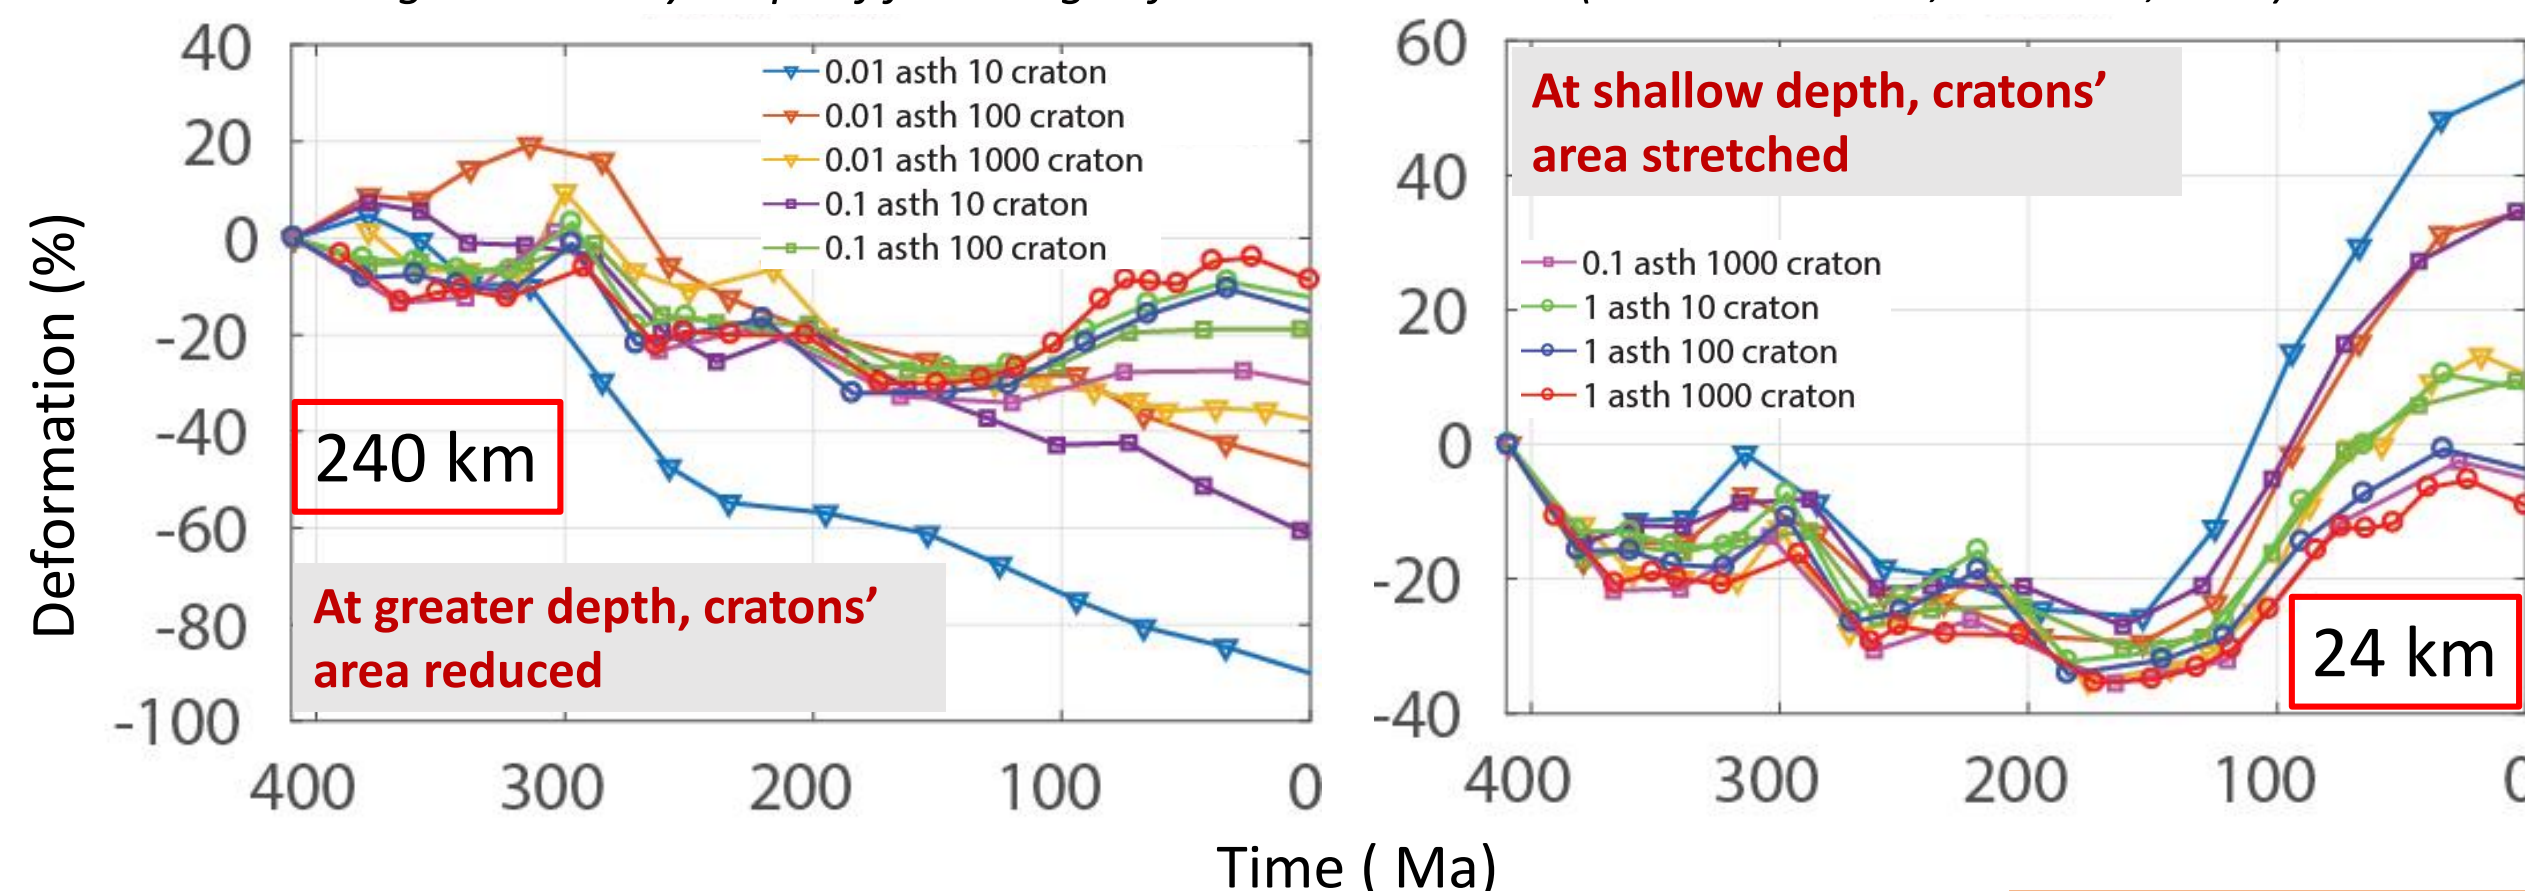 Deformation (%)
40
20
0
-20
-40
-60
-80
-100
0.01 asth 10 craton
0.01 asth 100 craton
0.01 asth 1000 craton
0.1 asth 10 craton
0.1 asth 100 craton
240 km
At greater depth, cratons’
area reduced
400 300 200 100 0
60
40
20
0
-20
-40
At shallow depth, cratons’
area stretched
0.1 asth 1000 craton
1 asth 10 craton
1 asth 100 craton
1 asth 1000 craton
24 km
400 300 200 100 0
Time ( Ma)